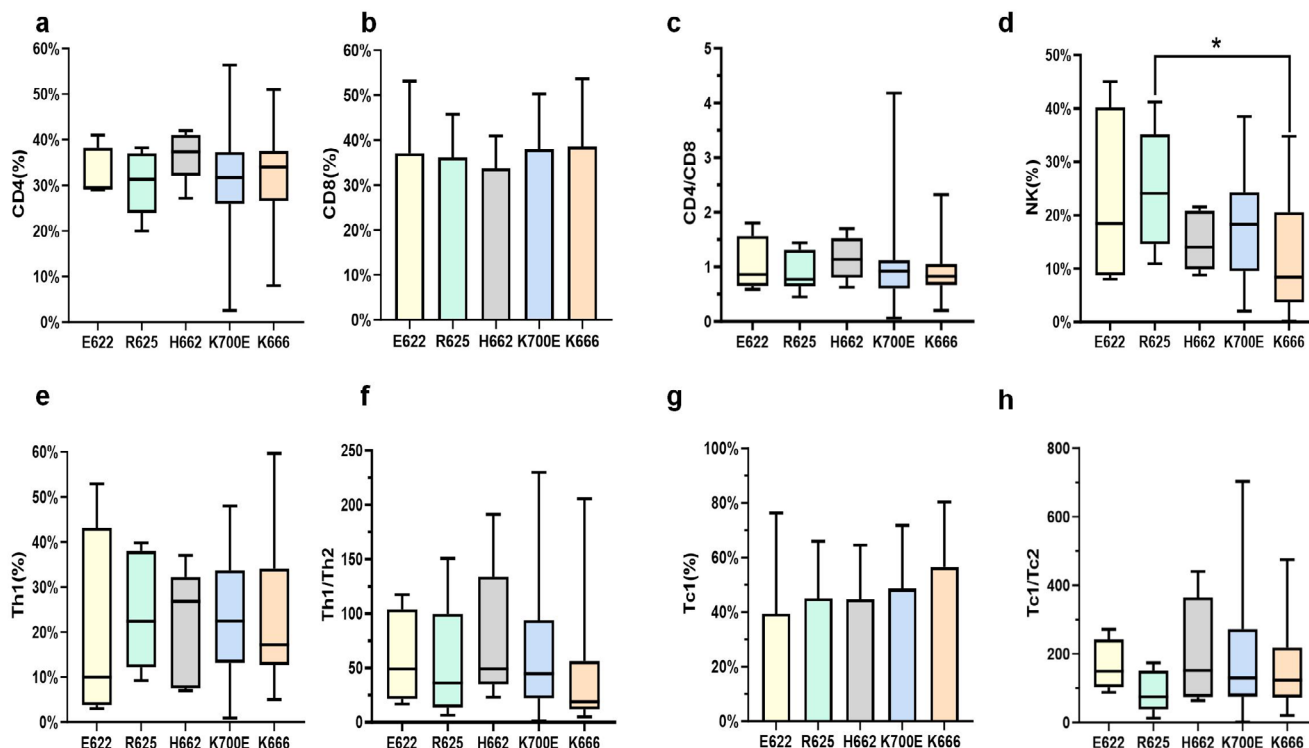 a
CD4(%)
60%
50%
40%
30%
20%
10%
0%
E622 R625 H662 K700E K666
b
CD8(%)
60%
50%
40%
30%
20%
10%
0%
E622 R625 H662 K700E K666
c
CD4/CD8
5
4
3
2
1
0
E622 R625 H662 K700E K666
d
NK(%)
50%
40%
30%
20%
10%
0%
*
E622 R625 H662 K700E K666
e
Th1(%)
60%
50%
40%
30%
20%
10%
0%
E622 R625 H662 K700E K666
f
Th1/Th2
250
200
150
100
50
0
E622 R625 H662 K700E K666
g
Tc1(%)
100%
80%
60%
40%
20%
0%
E622 R625 H662 K700E K666
h
Tc1/Tc2
800
600
400
200
0
E622 R625 H662 K700E K666